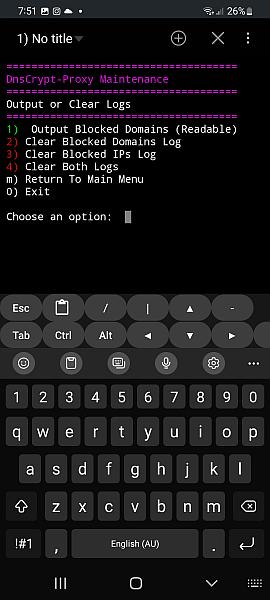 7:51
26%
1) No title
=====================================
DnsCrypt-Proxy Maintenance
=====================================
Output or Clear Logs
=====================================
1)  Output Blocked Domains (Readable)
2) Clear Blocked Domains Log
3) Clear Blocked IPs Log
4) Clear Both Logs
m) Return To Main Menu
0) Exit
Choose an option:
Esc / | ▲ -
Tab Ctrl Alt ◄ ▼ ►
1 2 3 4 5 6 7 8 9 0
q w e r t y u i o p
a s d f g h j k l
z x c v b n m
!#1 , English (AU) .